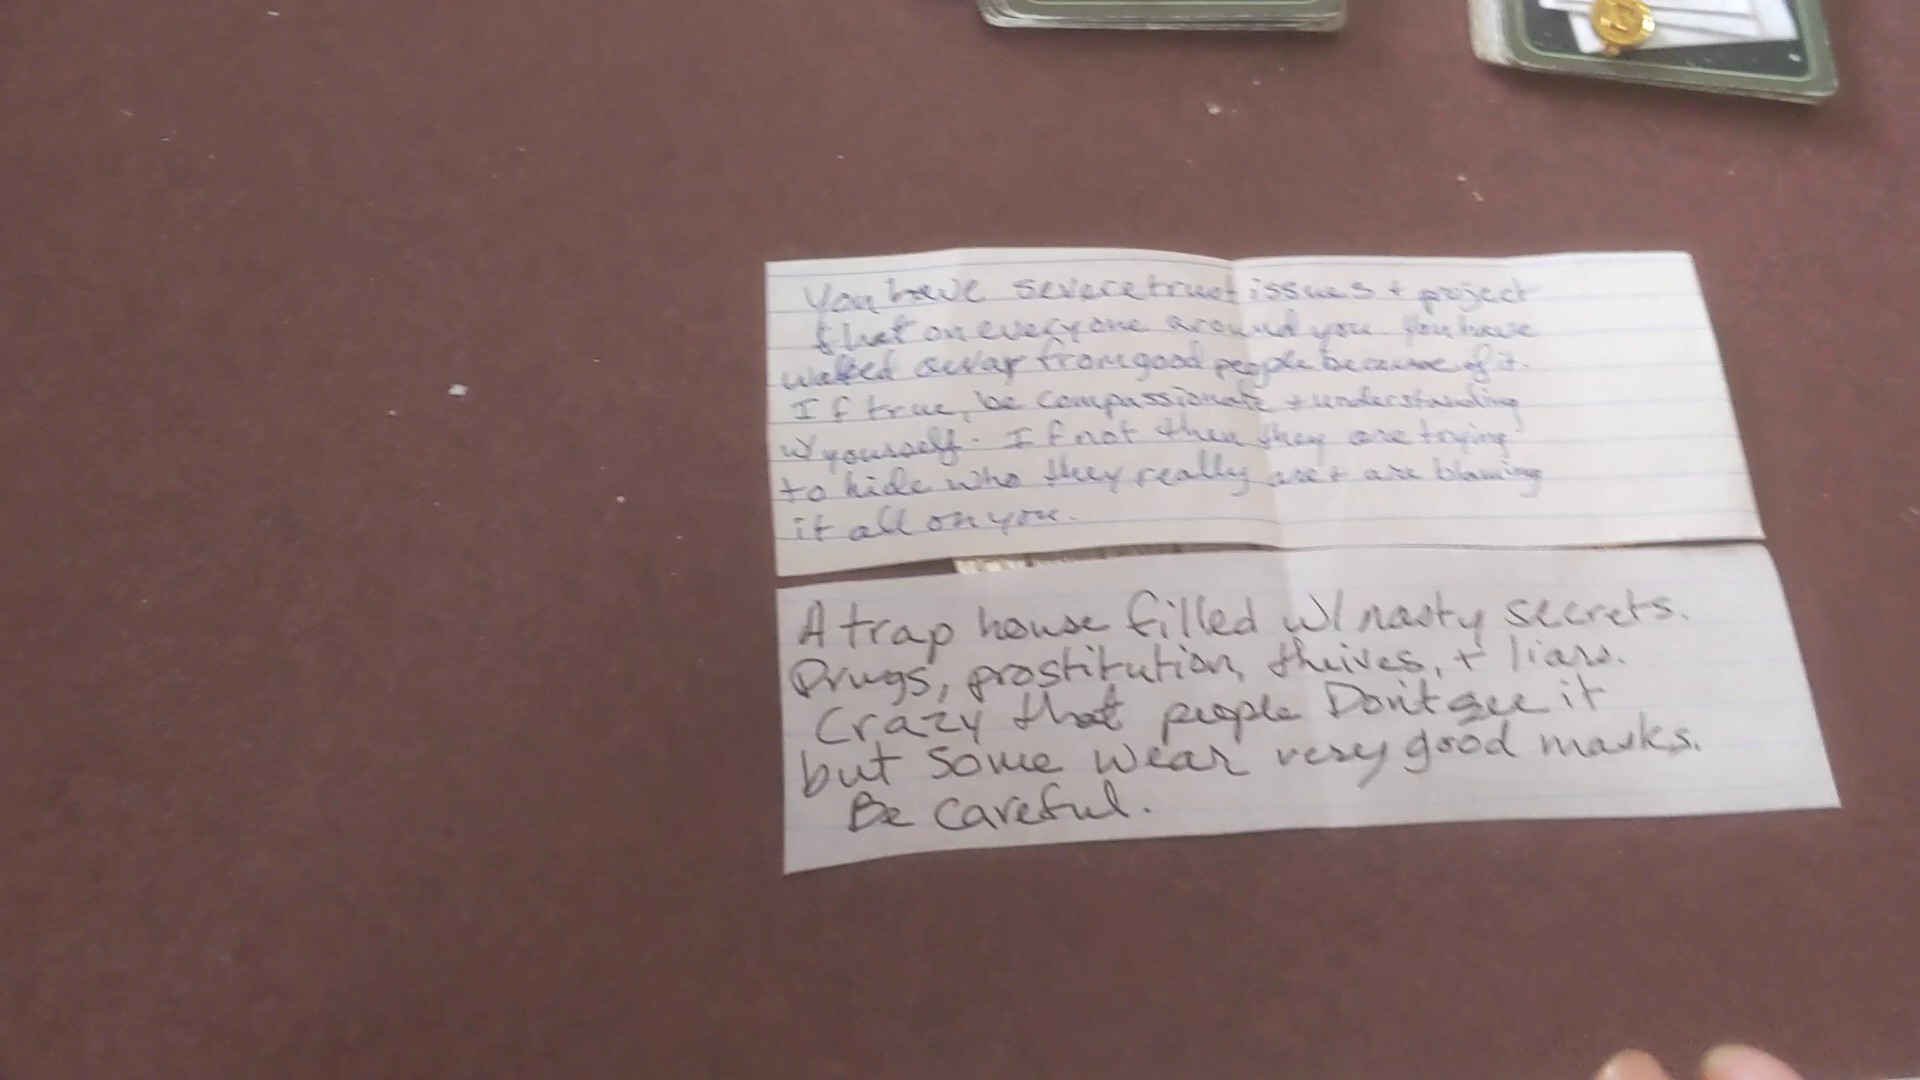 You have severe trust issues + project
that on everyone around you. You have
walked away from good people because of it.
If true, be compassionate + understanding
w/ yourself. If not then they are trying
to hide who they really are + are blaming
it all on you.
A trap house filled w/ nasty secrets.
Drugs, prostitution, theives, + liars.
Crazy that people Don't see it
but some wear very good masks.
Be careful.